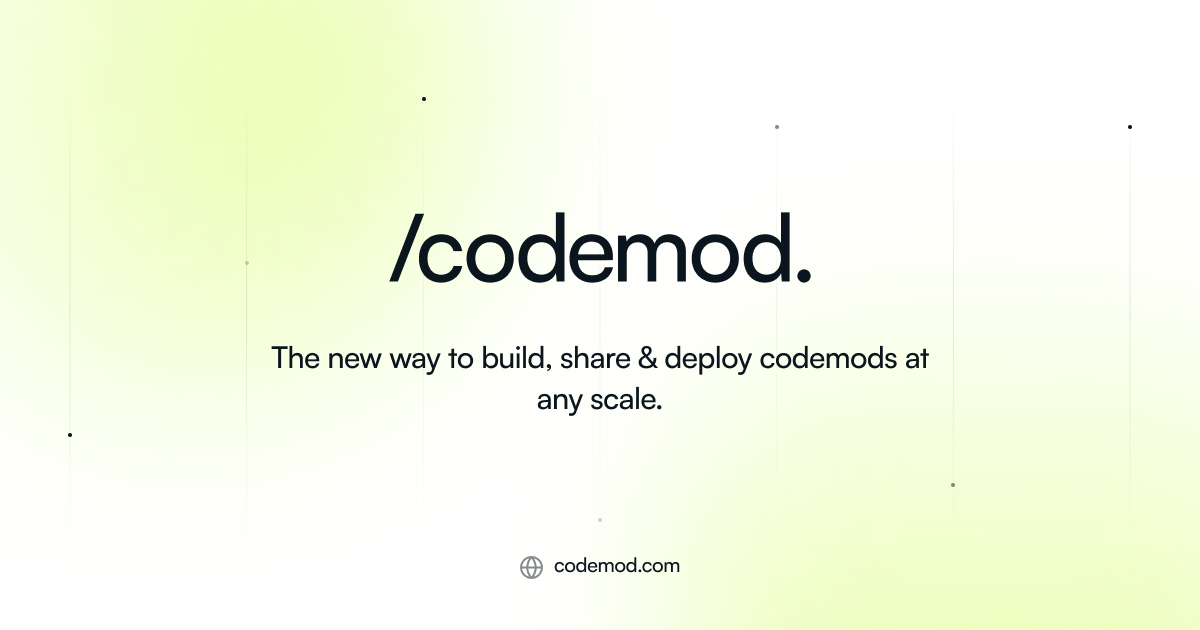 /codemod.
The new way to build, share & deploy codemods at
any scale.
codemod.com